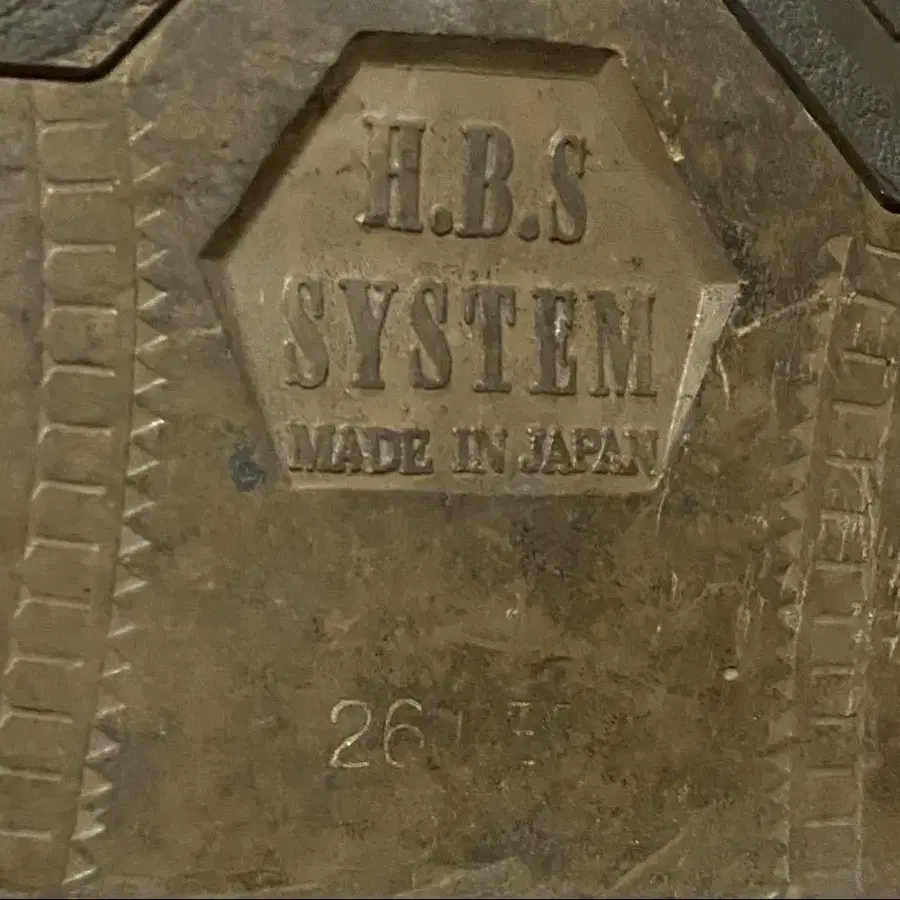 H.B.S
SYSTEM
MADE IN JAPAN
26